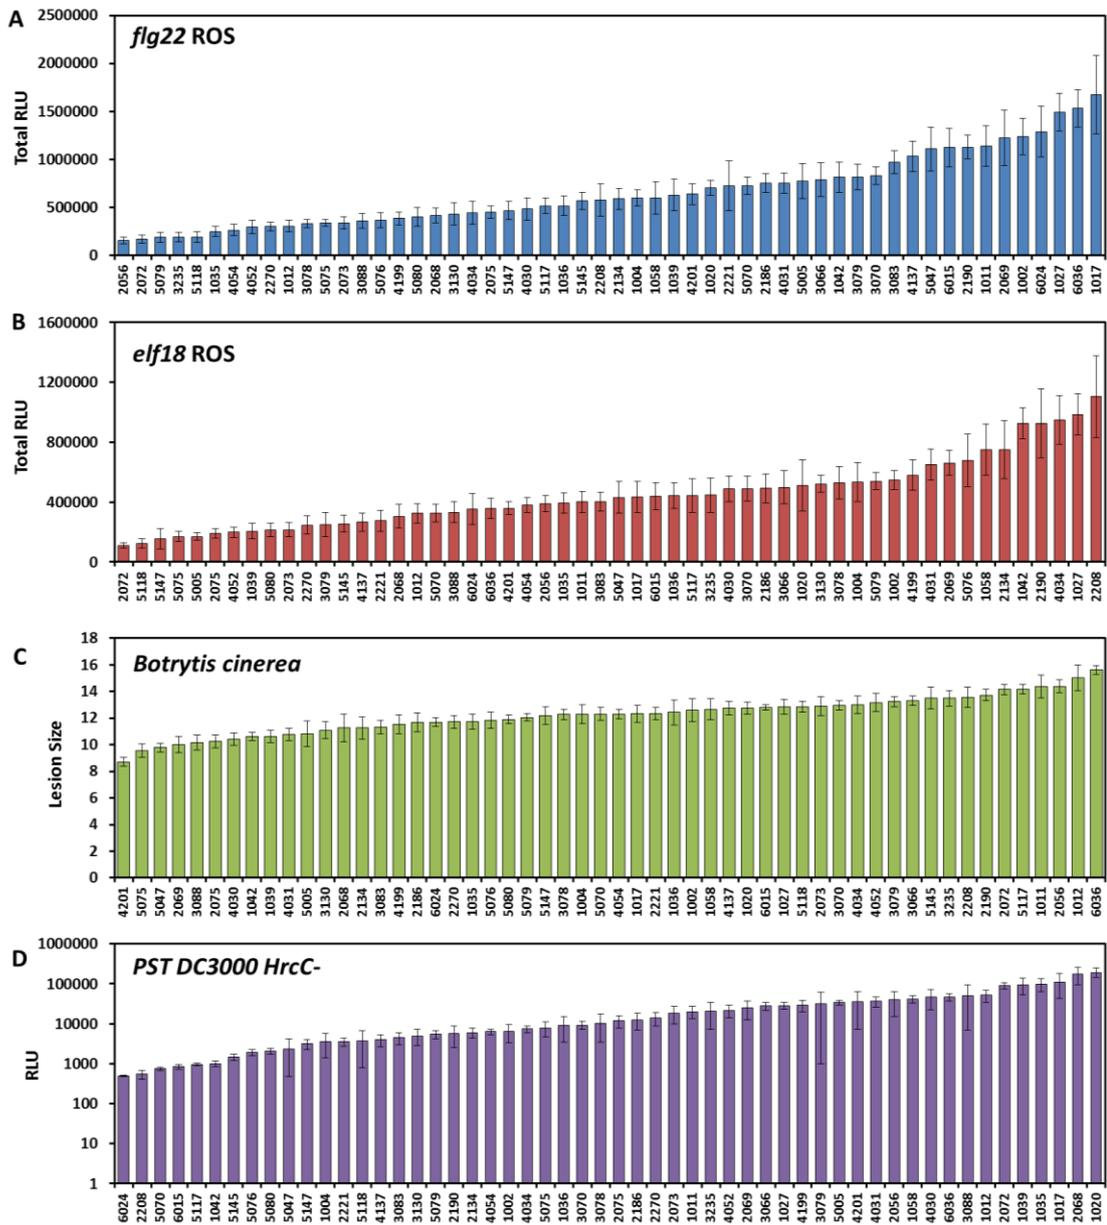 A
flg22 ROS
Total RLU
2500000
2000000
1500000
1000000
500000
0
2056 2072 5079 3235 5118 1035 4054 4052 2270 1012 3078 5075 2073 3088 5076 4199 5080 2068 3130 4034 2075 5147 4030 5117 1036 5145 2208 2134 1004 1058 1039 4201 1020 2221 5070 2186 4031 5005 3066 1042 3079 3070 3083 4137 5047 6015 2190 1011 2069 1002 6024 1027 6036 1017
B
elf18 ROS
Total RLU
1600000
1200000
800000
400000
0
2072 5118 5147 5075 5005 2075 4052 1039 5080 2073 2270 3079 5145 4137 2221 2068 1012 5070 3088 6024 6036 4201 4054 2056 1035 1011 3083 5047 1017 6015 1036 5117 3235 4030 3070 2186 3066 1020 3130 3078 1004 5079 1002 4199 4031 2069 5076 1058 2134 1042 2190 4034 1027 2208
C
Botrytis cinerea
Lesion Size
18
16
14
12
10
8
6
4
2
0
4201 5075 5047 2069 3088 2075 4030 1042 1039 4031 5005 3130 2068 2134 3083 4199 2186 6024 2270 1035 5076 5080 5079 5147 3078 1004 5070 4054 1017 2221 1036 1002 1058 4137 1020 6015 1027 5118 2073 3070 4034 4052 3079 3066 5145 3235 2208 2190 2072 5117 1011 2056 1012 6036
D
PST DC3000 HrcC-
RLU
1000000
100000
10000
1000
100
10
1
6024 2208 5070 6015 5117 1042 5145 5076 5080 5047 5147 1004 2221 5118 4137 3083 3130 5079 2190 2134 4054 1002 4034 5075 1036 3070 3078 2075 2186 2270 2073 1011 3235 4052 2069 3066 1027 4199 3079 5005 4201 4031 2056 1058 4030 6036 3088 1012 2072 1039 1035 1017 2068 1020